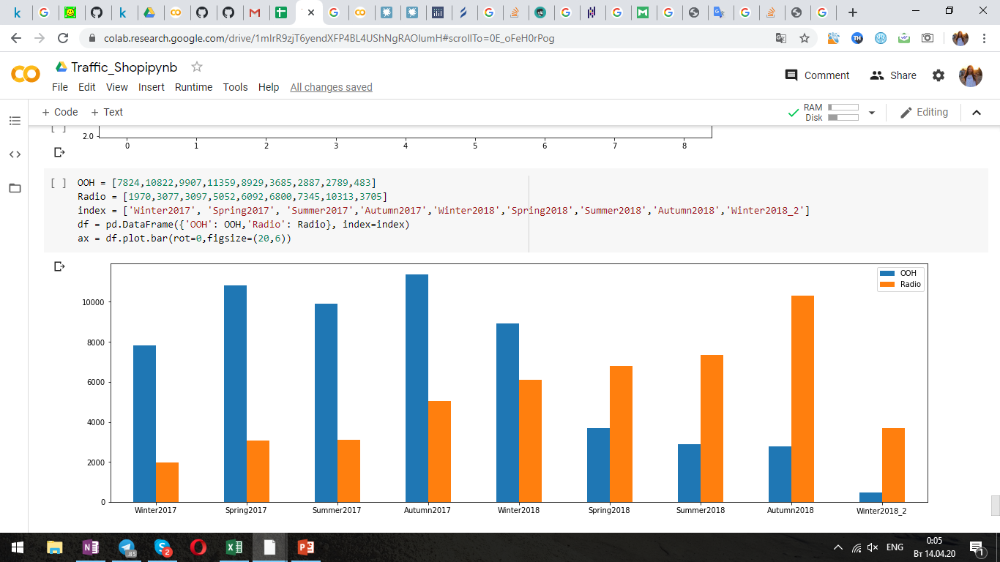 colab.research.google.com/drive/1mlrR9zjT6yendXFP4BL4UShNgRAOIumH#scrollTo=0E_oFeH0rPog
Traffic_Shopipynb
Comment
Share
File Edit View Insert Runtime Tools Help All changes saved
+ Code + Text
RAM
Disk
Editing
[ ]
2.0
0 1 2 3 4 5 6 7 8
[ ] OOH = [7824,10822,9907,11359,8929,3685,2887,2789,483]
Radio = [1970,3077,3097,5052,6092,6800,7345,10313,3705]
index = ['Winter2017', 'Spring2017', 'Summer2017','Autumn2017','Winter2018','Spring2018','Summer2018','Autumn2018','Winter2018_2']
df = pd.DataFrame({'OOH': OOH,'Radio': Radio}, index=index)
ax = df.plot.bar(rot=0,figsize=(20,6))
OOH
Radio
10000
8000
6000
4000
2000
0
Winter2017 Spring2017 Summer2017 Autumn2017 Winter2018 Spring2018 Summer2018 Autumn2018 Winter2018_2
85
2
ENG
0:05
Вт 14.04.20
1